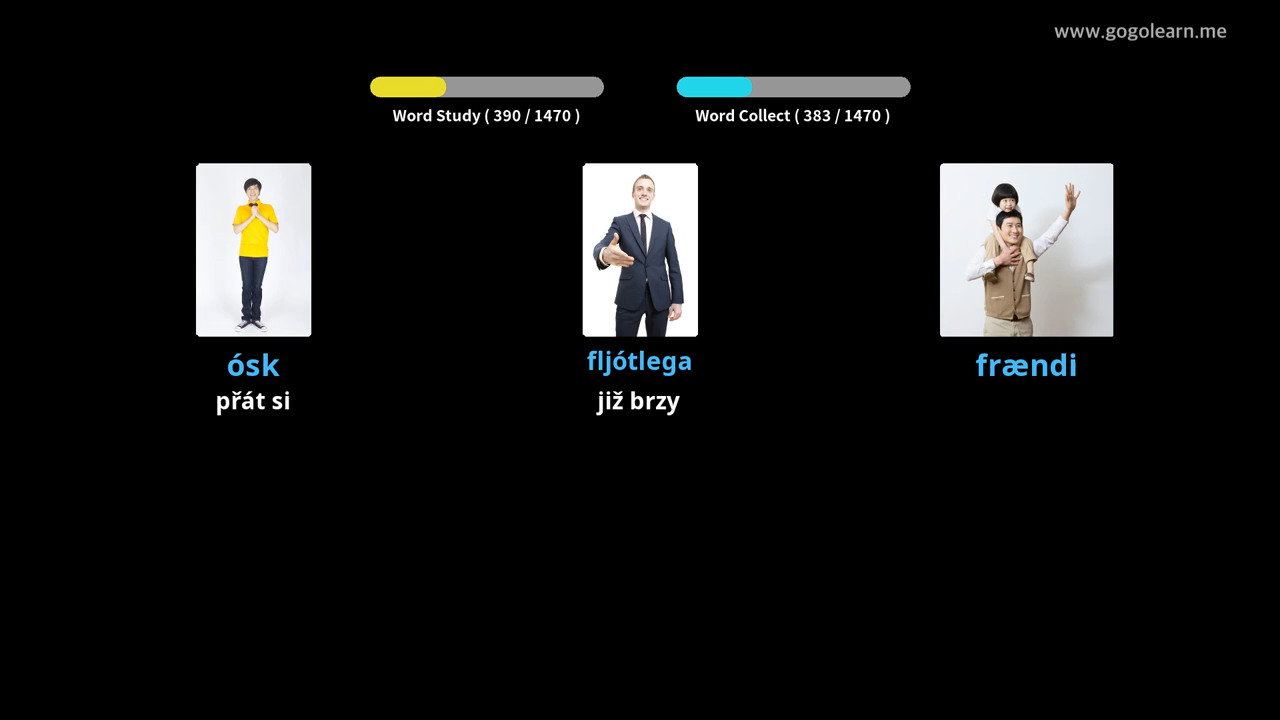 www.gogolearn.me
Word Study ( 390 / 1470 )
Word Collect ( 383 / 1470 )
ósk
přát si
fljótlega
již brzy
frændi